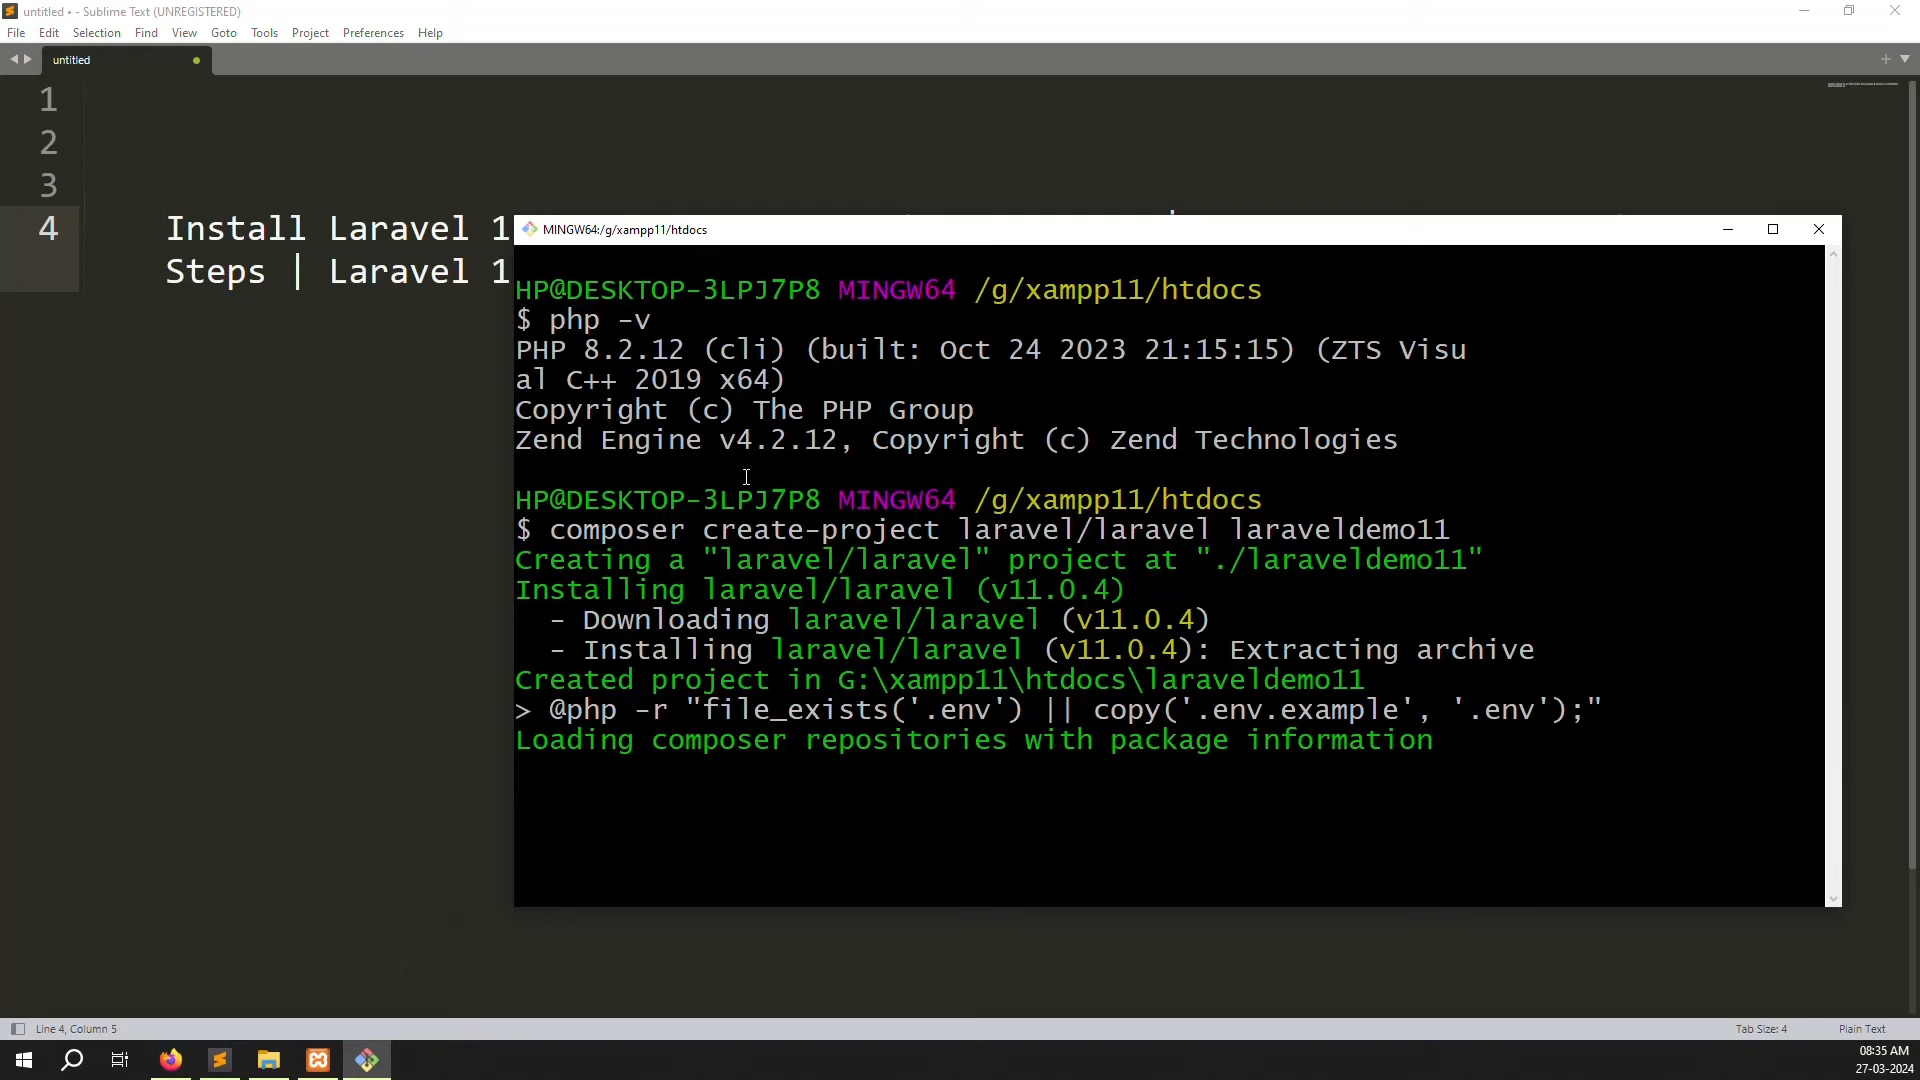 untitled • - Sublime Text (UNREGISTERED)
File Edit Selection Find View Goto Tools Project Preferences Help
untitled
1
2
3
4 Install Laravel 1
Steps | Laravel 1
MINGW64:/g/xampp11/htdocs
HP@DESKTOP-3LPJ7P8 MINGW64 /g/xampp11/htdocs
$ php -v
PHP 8.2.12 (cli) (built: Oct 24 2023 21:15:15) (ZTS Visu
al C++ 2019 x64)
Copyright (c) The PHP Group
Zend Engine v4.2.12, Copyright (c) Zend Technologies
HP@DESKTOP-3LPJ7P8 MINGW64 /g/xampp11/htdocs
$ composer create-project laravel/laravel laraveldemo11
Creating a "laravel/laravel" project at "./laraveldemo11"
Installing laravel/laravel (v11.0.4)
- Downloading laravel/laravel (v11.0.4)
- Installing laravel/laravel (v11.0.4): Extracting archive
Created project in G:\xampp11\htdocs\laraveldemo11
> @php -r "file_exists('.env') || copy('.env.example', '.env');"
Loading composer repositories with package information
Line 4, Column 5
Tab Size: 4
Plain Text
08:35 AM
27-03-2024